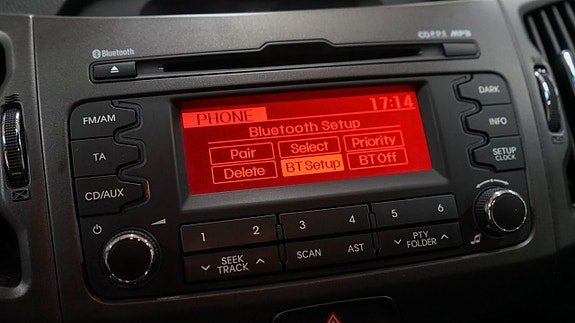 Bluetooth
CD MP3
PHONE 17:14
Bluetooth Setup
Pair Select Priority
Delete BT Setup BT Off
FM/AM
TA
CD/AUX
DARK
INFO
SETUP
CLOCK
1 2 3 4 5 6
SEEK
TRACK
SCAN AST
PTY
FOLDER